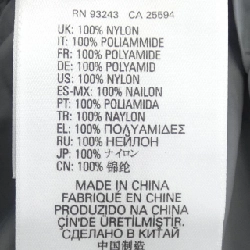 RN 93243 CA 25694
UK: 100% NYLON
IT: 100% POLIAMMIDE
FR: 100% POLYAMIDE
DE: 100% POLYAMID
US: 100% NYLON
ES-MX: 100% NAILON
PT: 100% POLIAMIDA
TR: 100% NAYLON
EL: 100% ΠΟΛΥΑΜΙΔΕΣ
RU: 100% НЕЙЛОН
JP: 100% ナイロン
CN: 100% 锦纶
MADE IN CHINA
FABRIQUÉ EN CHINE
PRODUZIDO NA CHINA
ÇİN'DE ÜRETİLMİŞTİR.
СДЕЛАНО В КИТАЙ
中国制造